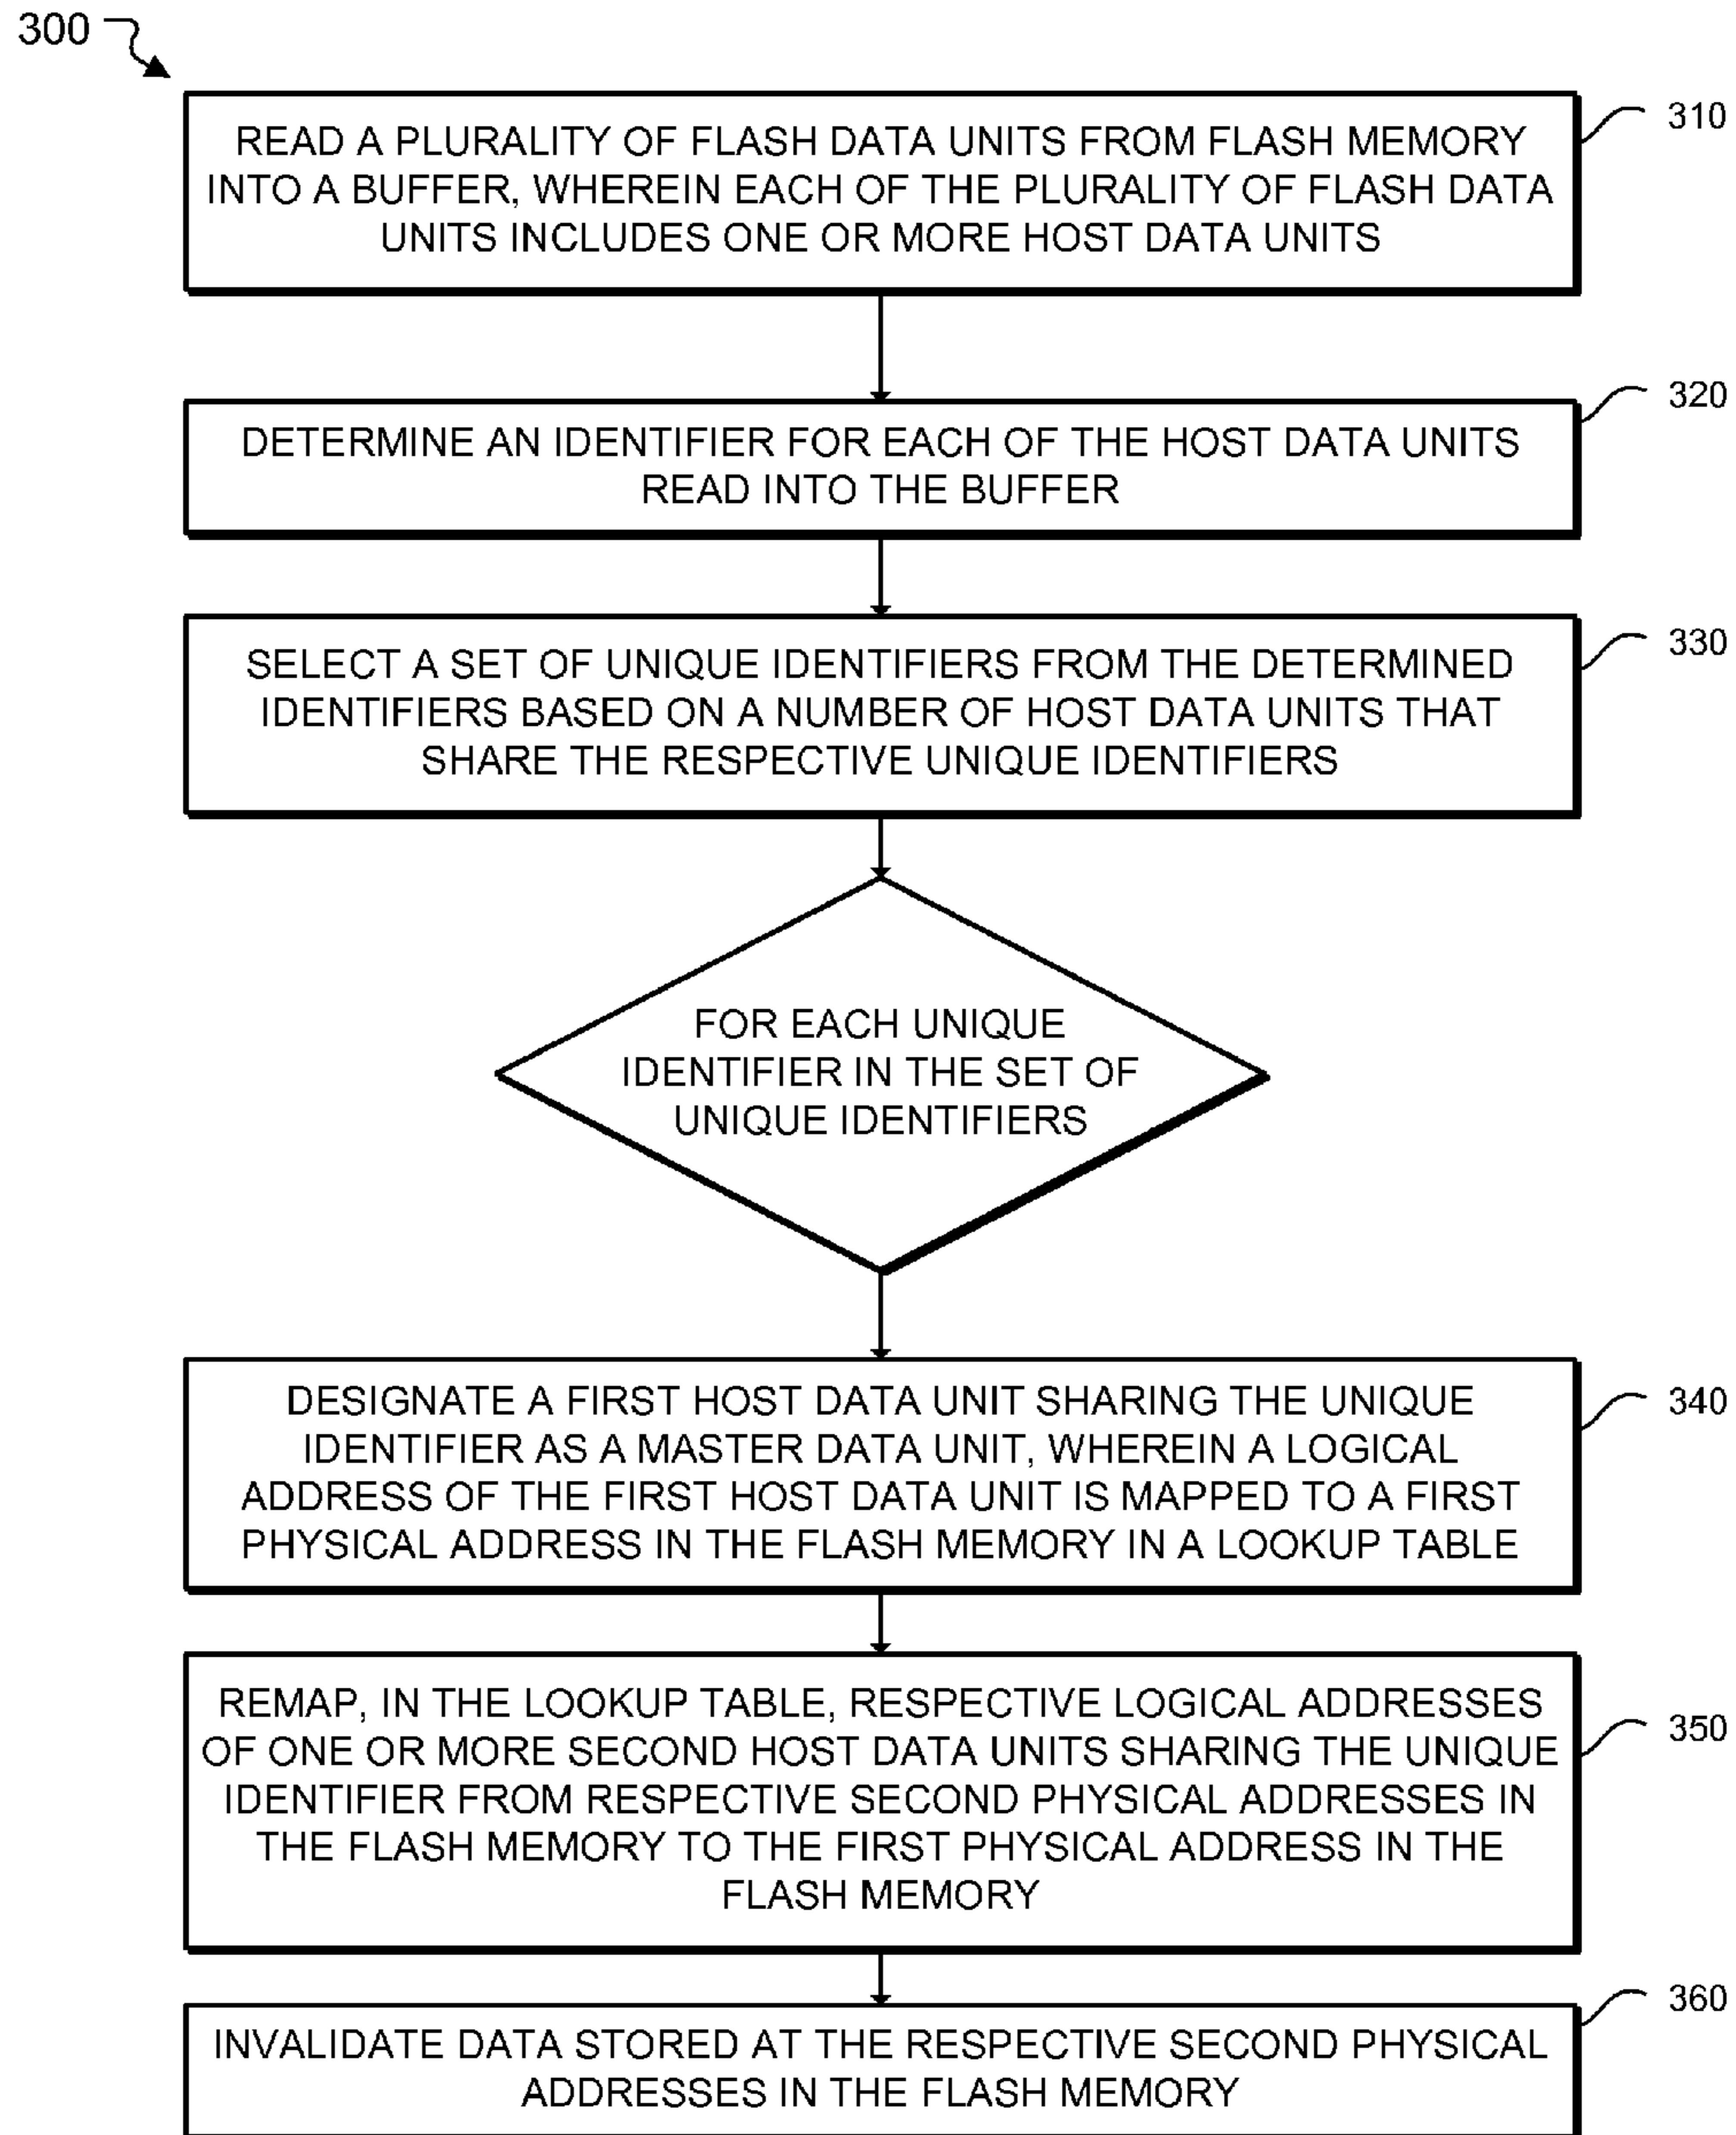 300
310
READ A PLURALITY OF FLASH DATA UNITS FROM FLASH MEMORY
INTO A BUFFER, WHEREIN EACH OF THE PLURALITY OF FLASH DATA
UNITS INCLUDES ONE OR MORE HOST DATA UNITS
320
DETERMINE AN IDENTIFIER FOR EACH OF THE HOST DATA UNITS
READ INTO THE BUFFER
330
SELECT A SET OF UNIQUE IDENTIFIERS FROM THE DETERMINED
IDENTIFIERS BASED ON A NUMBER OF HOST DATA UNITS THAT
SHARE THE RESPECTIVE UNIQUE IDENTIFIERS
FOR EACH UNIQUE
IDENTIFIER IN THE SET OF
UNIQUE IDENTIFIERS
340
DESIGNATE A FIRST HOST DATA UNIT SHARING THE UNIQUE
IDENTIFIER AS A MASTER DATA UNIT, WHEREIN A LOGICAL
ADDRESS OF THE FIRST HOST DATA UNIT IS MAPPED TO A FIRST
PHYSICAL ADDRESS IN THE FLASH MEMORY IN A LOOKUP TABLE
350
REMAP, IN THE LOOKUP TABLE, RESPECTIVE LOGICAL ADDRESSES
OF ONE OR MORE SECOND HOST DATA UNITS SHARING THE UNIQUE
IDENTIFIER FROM RESPECTIVE SECOND PHYSICAL ADDRESSES IN
THE FLASH MEMORY TO THE FIRST PHYSICAL ADDRESS IN THE
FLASH MEMORY
360
INVALIDATE DATA STORED AT THE RESPECTIVE SECOND PHYSICAL
ADDRESSES IN THE FLASH MEMORY